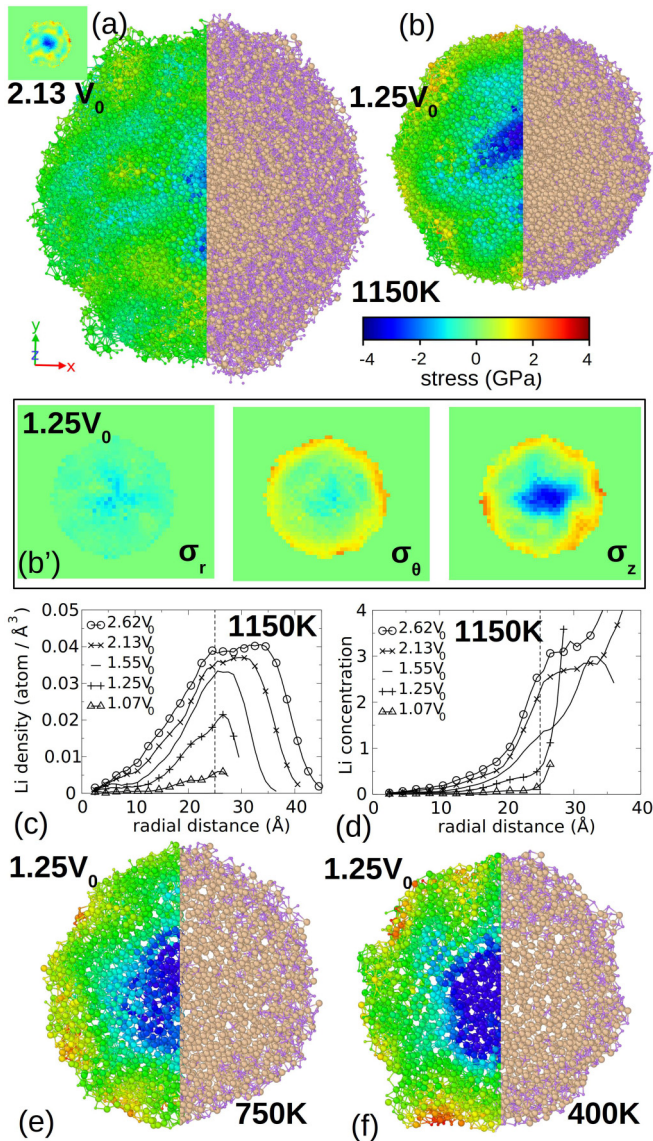 (a)
2.13 V₀
(b)
1.25V₀
1150K
y
z
x
-4 -2 0 2 4
stress (GPa)
1.25V₀
(b')
σr
σθ
σz
0.05
0.04
0.03
0.02
0.01
0
Li density (atom / Å³)
2.62V₀
2.13V₀
1.55V₀
1.25V₀
1.07V₀
1150K
0 10 20 30 40
radial distance (Å)
(c)
4
3
2
1
0
Li concentration
2.62V₀
2.13V₀
1.55V₀
1.25V₀
1.07V₀
1150K
0 10 20 30 40
radial distance (Å)
(d)
1.25V₀
(e)
750K
1.25V₀
(f)
400K